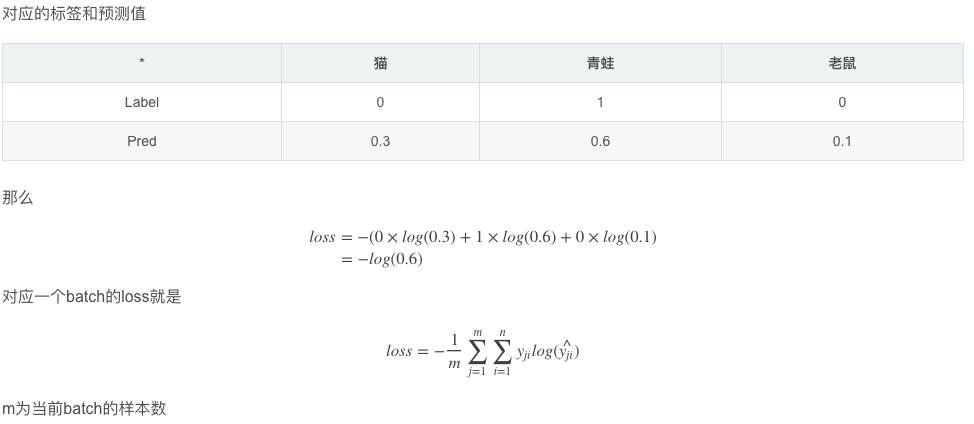 对应的标签和预测值
* 猫 青蛙 老鼠
Label 0 1 0
Pred 0.3 0.6 0.1
那么
loss = −(0 × log(0.3) + 1 × log(0.6) + 0 × log(0.1)
= −log(0.6)
对应一个batch的loss就是
loss = −\frac{1}{m} \sum_{j=1}^{m} \sum_{i=1}^{n} y_{ji} log(\hat{y_{ji}})
m为当前batch的样本数